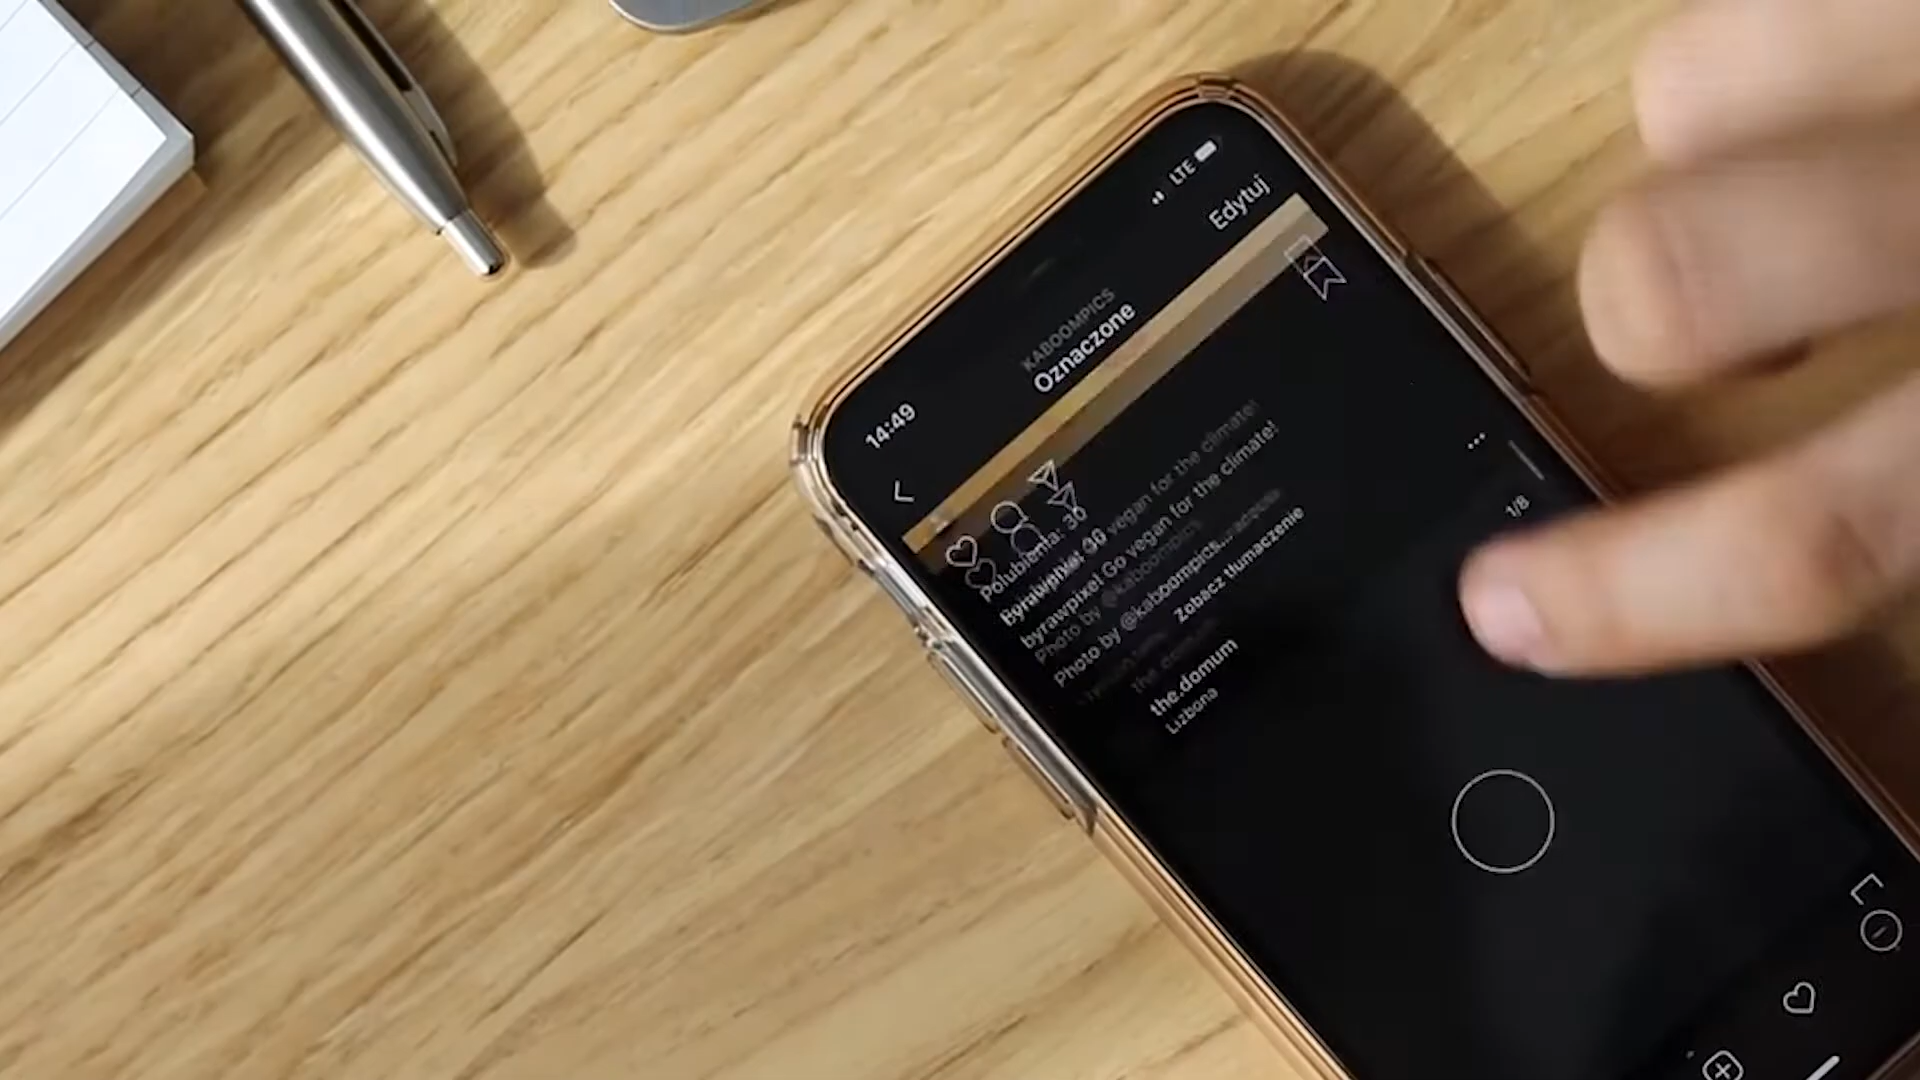 14:49
LTE
KABOOMPICS
Oznaczone
Edytuj
Polubienia: 30
byrawpixel Go vegan for the climate!
Photo by @kaboompics...
Zobacz tłumaczenie
the.domum
Lizbona
1/8